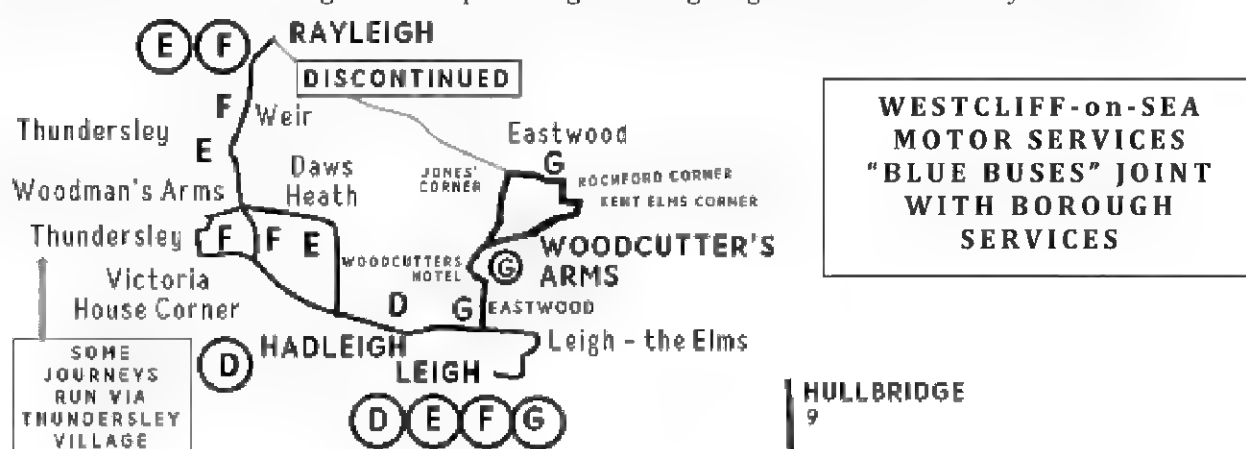 E F RAYLEIGH
DISCONTINUED
F
Weir
Thundersley
E
Eastwood
G
Daws
Heath
JONES'
CORNER
ROCHFORD CORNER
KENT ELMS CORNER
Woodman's Arms
Thundersley
F F E
WOODCUTTERS
HOTEL
G
WOODCUTTER'S
ARMS
Victoria
House Corner
D
G
EASTWOOD
D
HADLEIGH
Leigh - the Elms
LEIGH
D E F G
SOME
JOURNEYS
RUN VIA
THUNDERSLEY
VILLAGE
WESTCLIFF-on-SEA
MOTOR SERVICES
"BLUE BUSES" JOINT
WITH BOROUGH
SERVICES
HULLBRIDGE
9